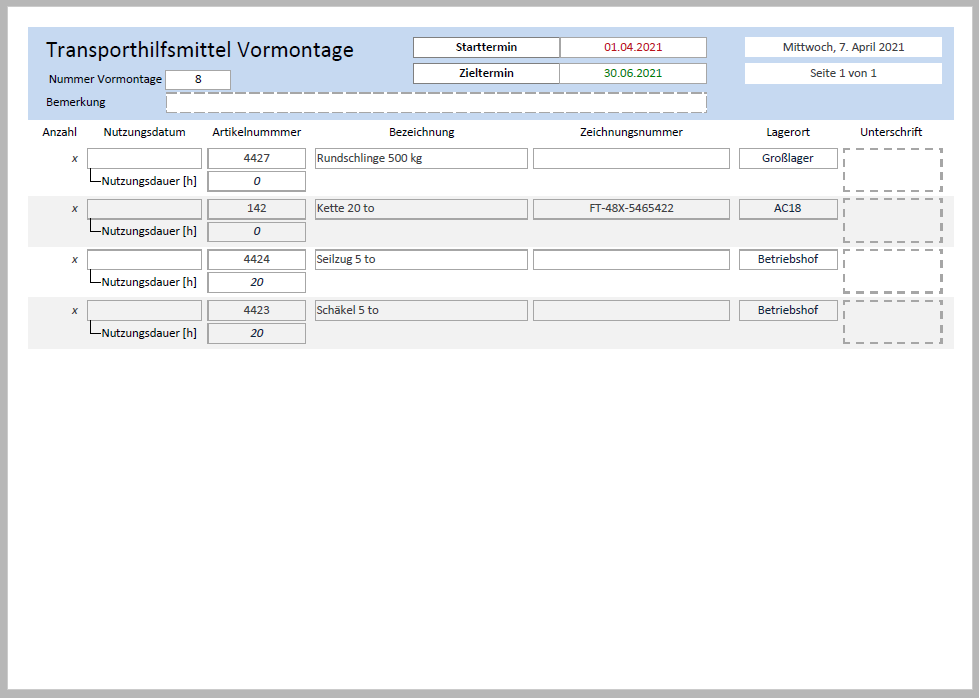 Transporthilfsmittel Vormontage
Starttermin 01.04.2021 Mittwoch, 7. April 2021
Zieltermin 30.06.2021 Seite 1 von 1
Nummer Vormontage 8
Bemerkung
Anzahl Nutzungsdatum Artikelnummmer Bezeichnung Zeichnungsnummer Lagerort Unterschrift
x 4427 Rundschlinge 500 kg Großlager
Nutzungsdauer [h] 0
x 142 Kette 20 to FT-48X-5465422 AC18
Nutzungsdauer [h] 0
x 4424 Seilzug 5 to Betriebshof
Nutzungsdauer [h] 20
x 4423 Schäkel 5 to Betriebshof
Nutzungsdauer [h] 20